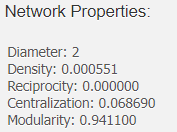 Network Properties:
Diameter: 2
Density: 0.000551
Reciprocity: 0.000000
Centralization: 0.068690
Modularity: 0.941100